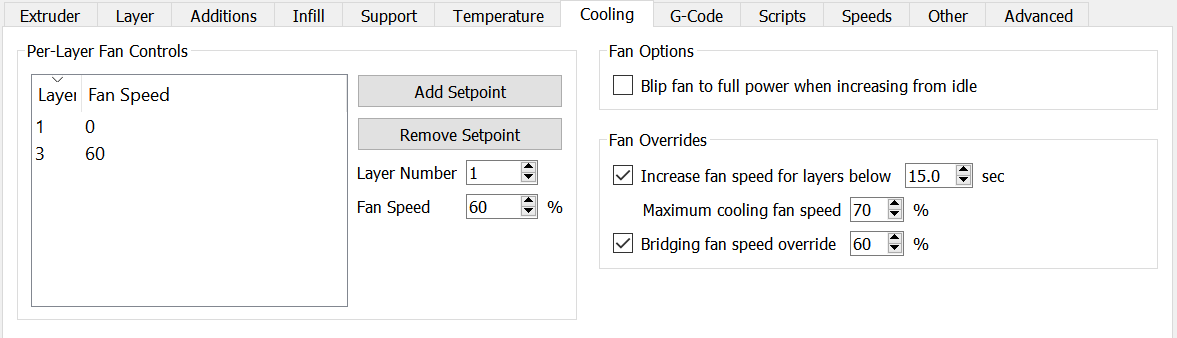 Extruder Layer Additions Infill Support Temperature Cooling G-Code Scripts Speeds Other Advanced
Per-Layer Fan Controls
Layer Fan Speed
1 0
3 60
Add Setpoint
Remove Setpoint
Layer Number 1
Fan Speed 60 %
Fan Options
Blip fan to full power when increasing from idle
Fan Overrides
Increase fan speed for layers below 15.0 sec
Maximum cooling fan speed 70 %
Bridging fan speed override 60 %